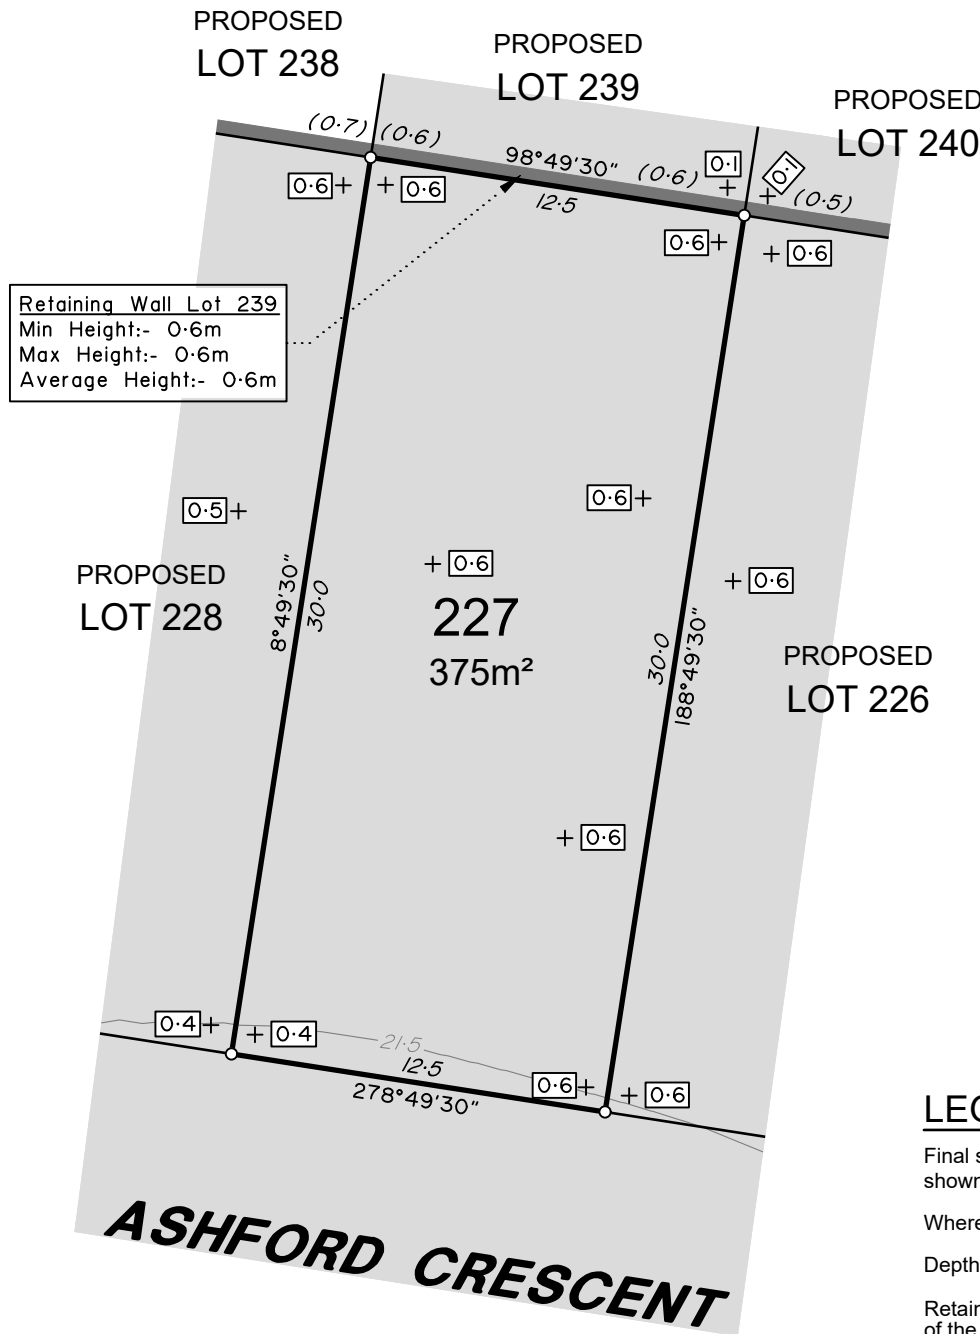 PROPOSED
LOT 238
PROPOSED
LOT 239
PROPOSED
LOT 240
(0·7) (0·6)
98°49'30"
(0·6)
0·1
0·1
(0·5)
0·6
0·6
12·5
0·6
0·6
Retaining Wall Lot 239
Min Height:- 0·6m
Max Height:- 0·6m
Average Height:- 0·6m
0·5
0·6
0·6
0·6
PROPOSED
LOT 228
8°49'30"
30·0
227
375m²
30·0
188°49'30"
PROPOSED
LOT 226
0·6
0·4
0·4
21·5
12·5
278°49'30"
0·6
0·6
ASHFORD CRESCENT
Final
shown
Where
Depth
of the